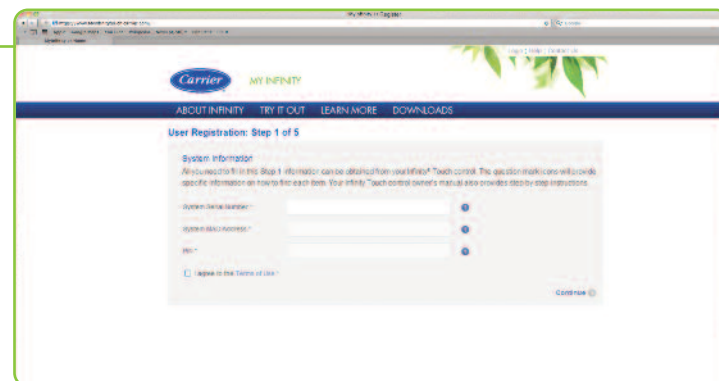 My Infinity: Register
Login | Help | Contact Us
Carrier
MY INFINITY
ABOUT INFINITY TRY IT OUT LEARN MORE DOWNLOADS
User Registration: Step 1 of 5
System Information
All you need to fill in this Step 1 information can be obtained from your Infinity® Touch control. The question mark icons will provide
specific information on how to find each item. Your Infinity Touch control owner's manual also provides step by step instructions.
System Serial Number *
System MAC Address *
PIN *
I agree to the Terms of Use *
Continue